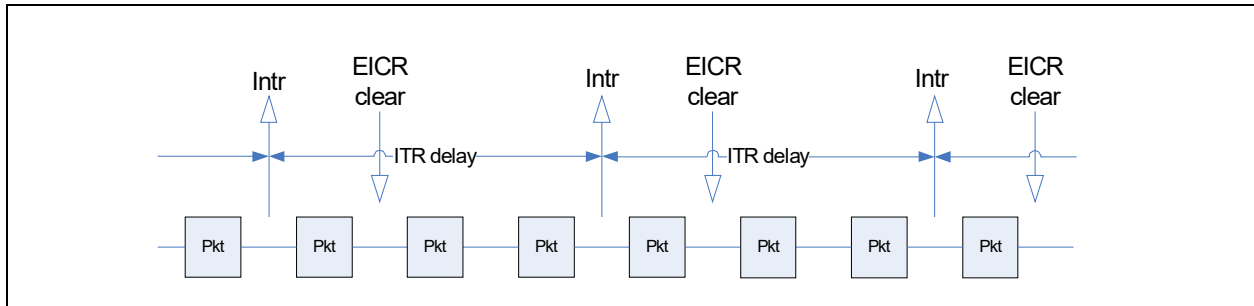 Intr
EICR
clear
Intr
EICR
clear
Intr
EICR
clear
ITR delay
ITR delay
Pkt
Pkt
Pkt
Pkt
Pkt
Pkt
Pkt
Pkt